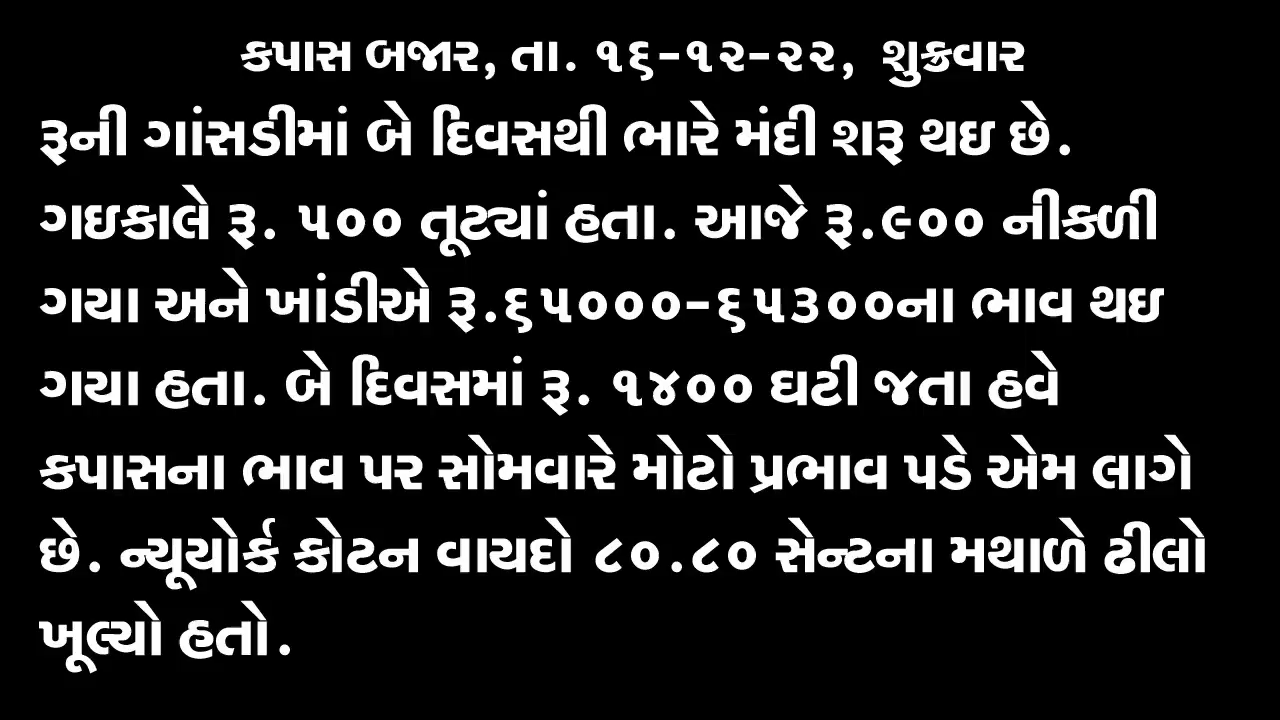 કપાસ બજાર, તા. ૧૬-૧૨-૨૨, શુક્રવાર
રૂની ગાંસડીમાં બે દિવસથી ભારે મંદી શરૂ થઇ છે.
ગઇકાલે રૂ. ૫૦૦ તૂટ્યાં હતા. આજે રૂ.૯૦૦ નીકળી
ગયા અને ખાંડીએ રૂ.૬૫૦૦૦-૬૫૩૦૦ના ભાવ થઇ
ગયા હતા. બે દિવસમાં રૂ. ૧૪૦૦ ઘટી જતા હવે
કપાસના ભાવ પર સોમવારે મોટો પ્રભાવ પડે એમ લાગે
છે. ન્યૂયોર્ક કોટન વાયદો ૮૦.૮૦ સેન્ટના મથાળે ઢીલો
ખૂલ્યો હતો.